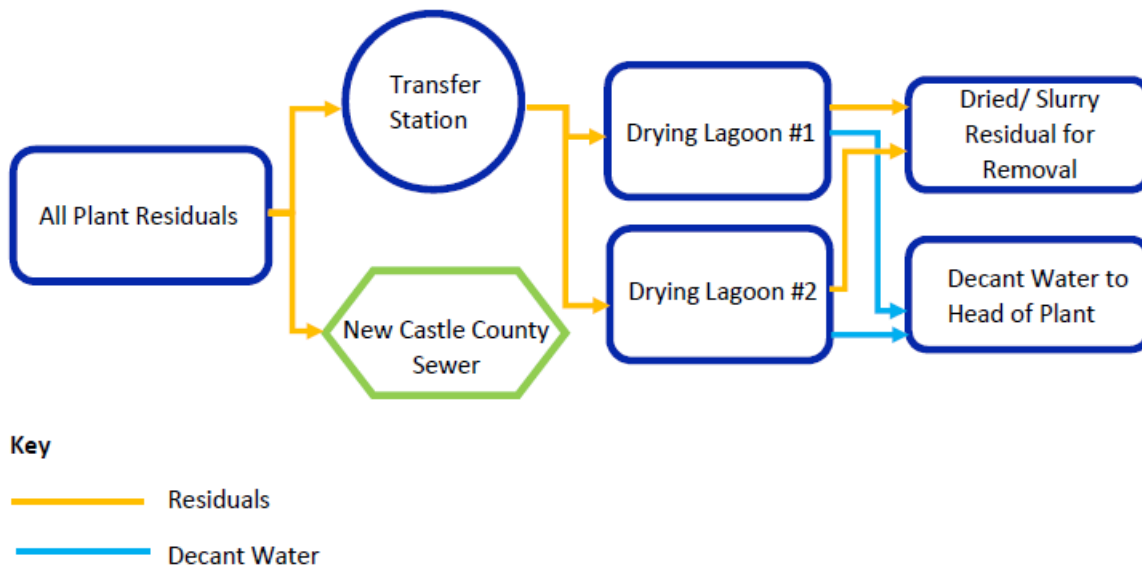 Transfer
Station
All Plant Residuals
New Castle County
Sewer
Drying Lagoon #1
Drying Lagoon #2
Dried/ Slurry
Residual for
Removal
Decant Water to
Head of Plant
Key
Residuals
Decant Water